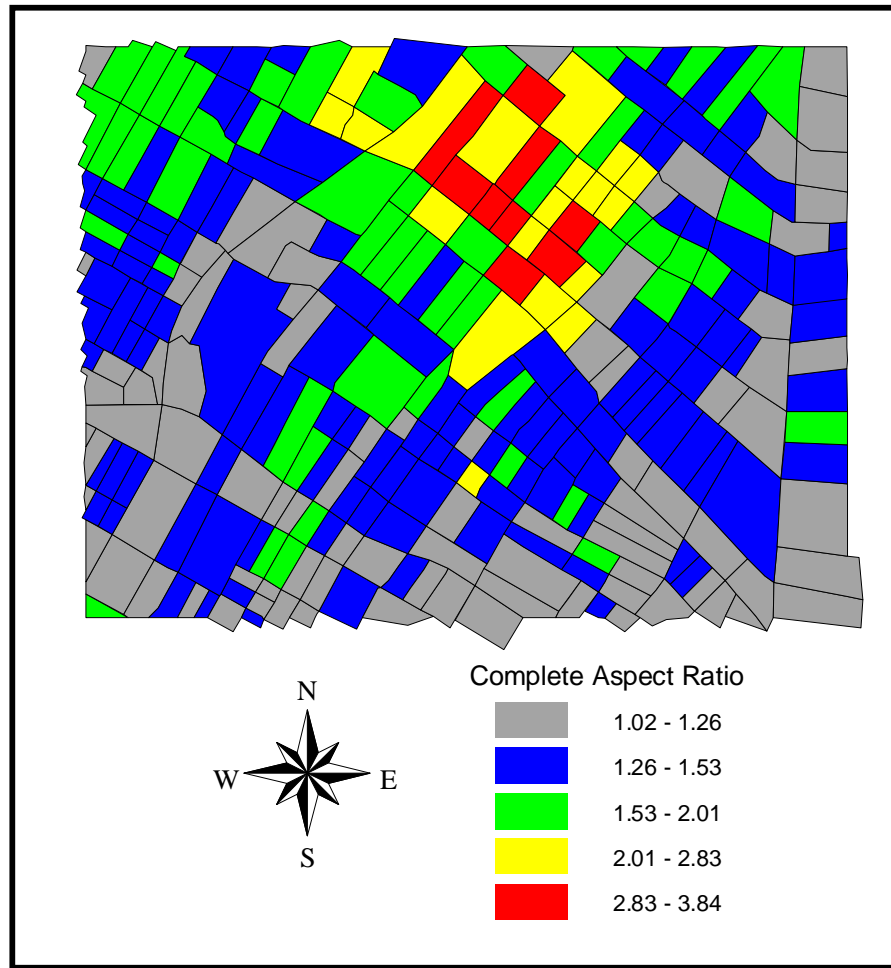 Complete Aspect Ratio
N
W E
S
1.02 - 1.26
1.26 - 1.53
1.53 - 2.01
2.01 - 2.83
2.83 - 3.84